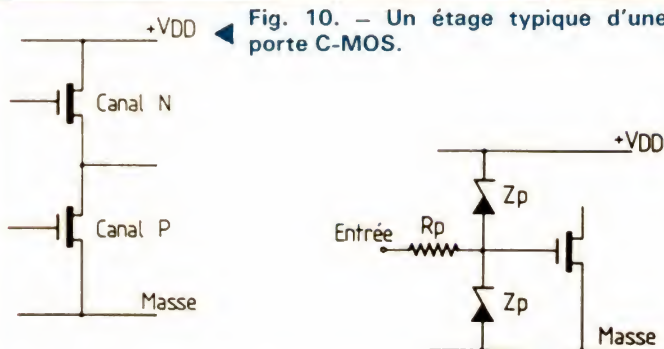 +VDD
Fig. 10. — Un étage typique d'une
porte C-MOS.
Canal N
Canal P
Masse
+VDD
Zp
Entrée
Rp
Zp
Masse